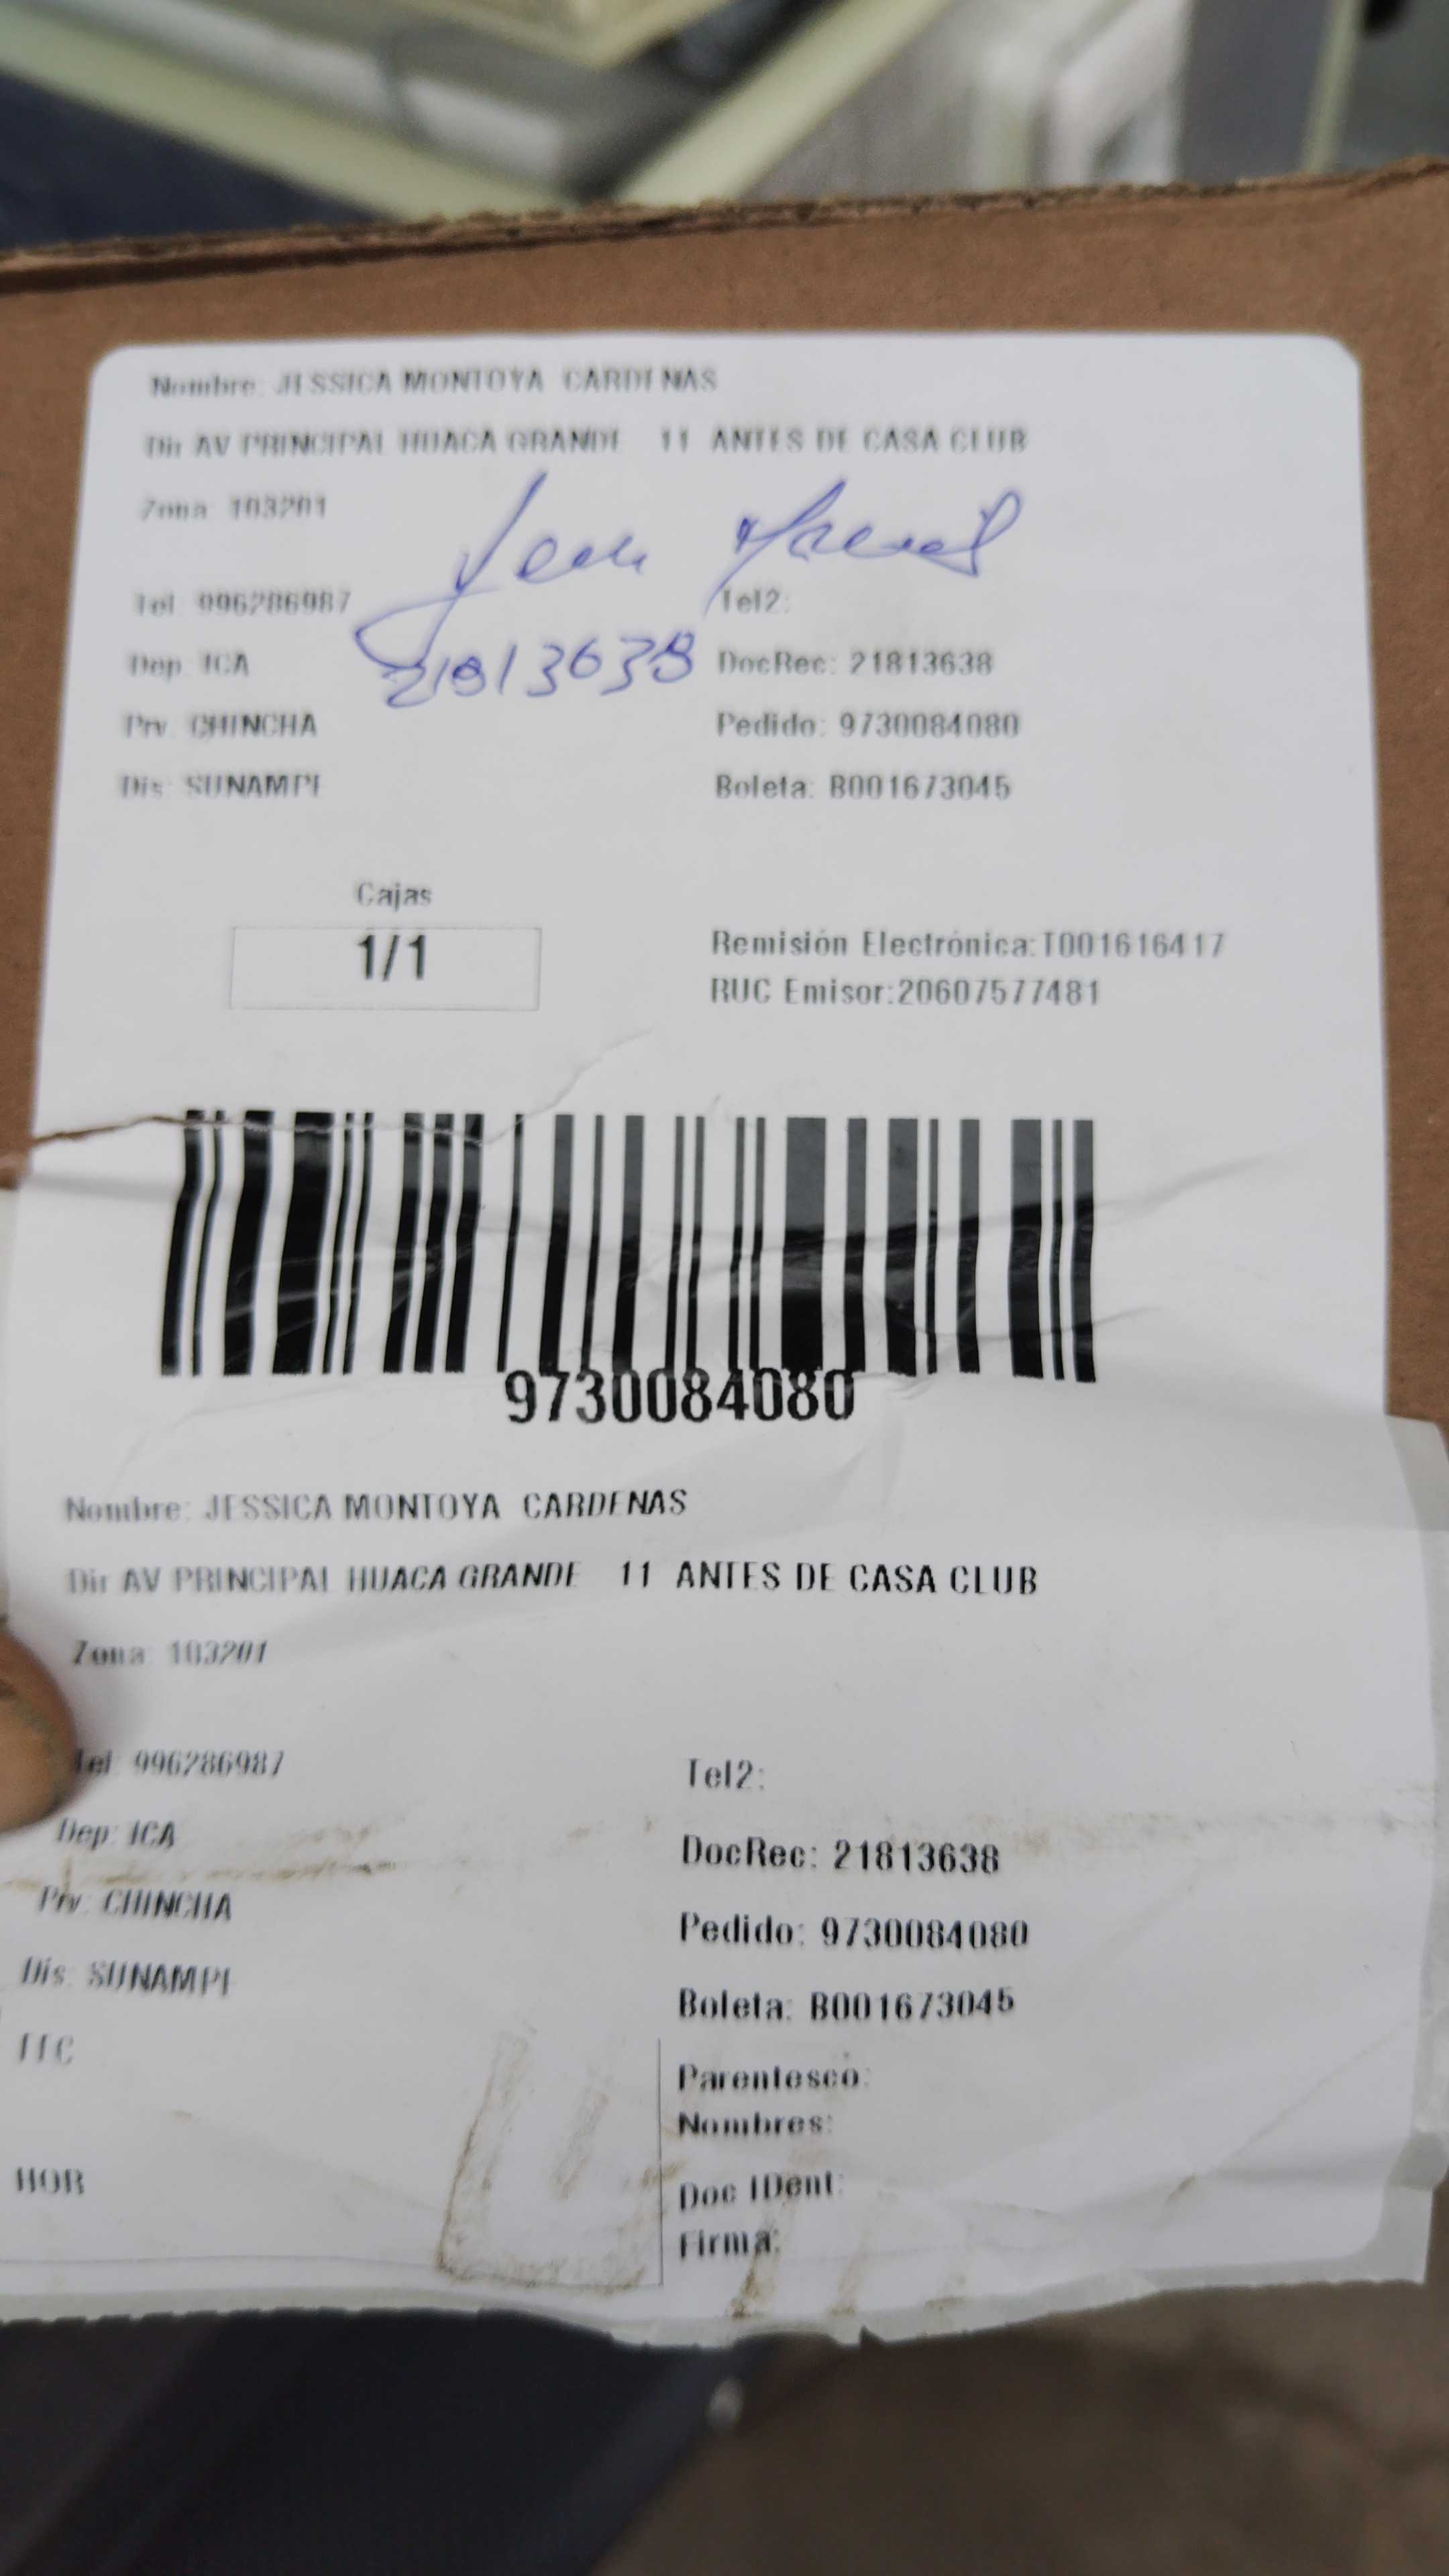 Nombre: JESSICA MONTOYA CARDENAS
Dir AV PRINCIPAL HUACA GRANDE 11 ANTES DE CASA CLUB
Zona: 103201
Tel: 996286987 Tel2:
21813638
Dep: ICA DocRec: 21813638
Prv: CHINCHA Pedido: 9730084080
Dis: SUNAMPE Boleta: B001673045
Cajas
1/1
Remisión Electrónica:T001616417
RUC Emisor:20607577481
9730084080
Nombre: JESSICA MONTOYA CARDENAS
Dir AV PRINCIPAL HUACA GRANDE 11 ANTES DE CASA CLUB
Zona: 103201
Tel: 996286987 Tel2:
Dep: ICA DocRec: 21813638
Prv: CHINCHA Pedido: 9730084080
Dis: SUNAMPE Boleta: B001673045
Parentesco:
Nombres:
HOR
Doc IDent:
Firma: